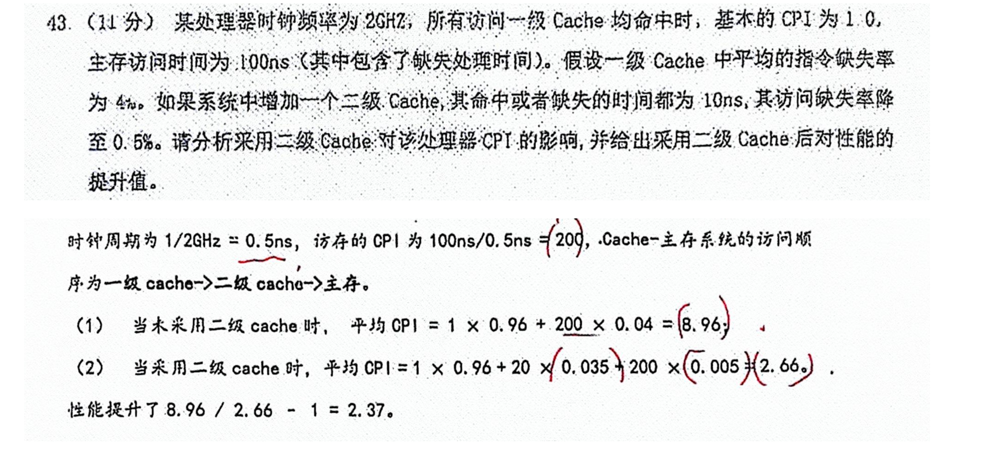 43. （11 分） 某处理器时钟频率为 2GHZ，所有访问一级 Cache 均命中时，基本的 CPI 为 1.0，
主存访问时间为 100ns（其中包含了缺失处理时间）。假设一级 Cache 中平均的指令缺失率
为 4%。如果系统中增加一个二级 Cache，其命中或者缺失的时间都为 10ns，其访问缺失率降
至 0.5%。请分析采用二级 Cache 对该处理器 CPI 的影响，并给出采用二级 Cache 后对性能的
提升值。
时钟周期为 1/2GHz = 0.5ns，访存的 CPI 为 100ns/0.5ns = 200，Cache-主存系统的访问顺
序为一级 cache->二级 cache->主存。
（1） 当未采用二级 cache 时， 平均 CPI = 1 × 0.96 + 200 × 0.04 = 8.96；
（2） 当采用二级 cache 时，平均 CPI = 1 × 0.96 + 20 × 0.035 + 200 × 0.005 = 2.66。
性能提升了 8.96 / 2.66 - 1 = 2.37。